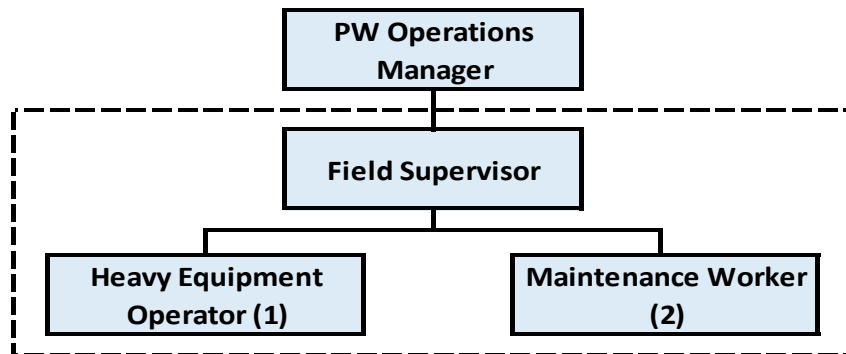 PW Operations
Manager
Field Supervisor
Heavy Equipment
Operator (1)
Maintenance Worker
(2)